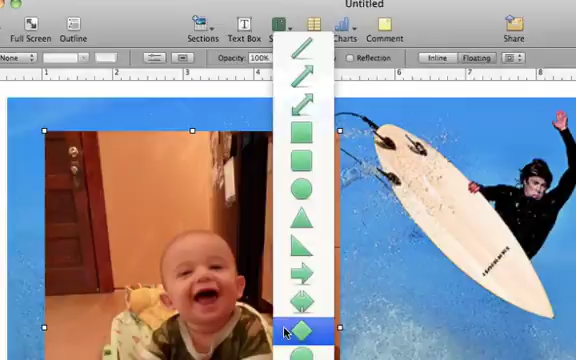 Untitled
Full Screen Outline Sections Text Box Charts Comment Share
None Opacity: 100% Reflection Inline Floating
1 2 3 4 6 7 8